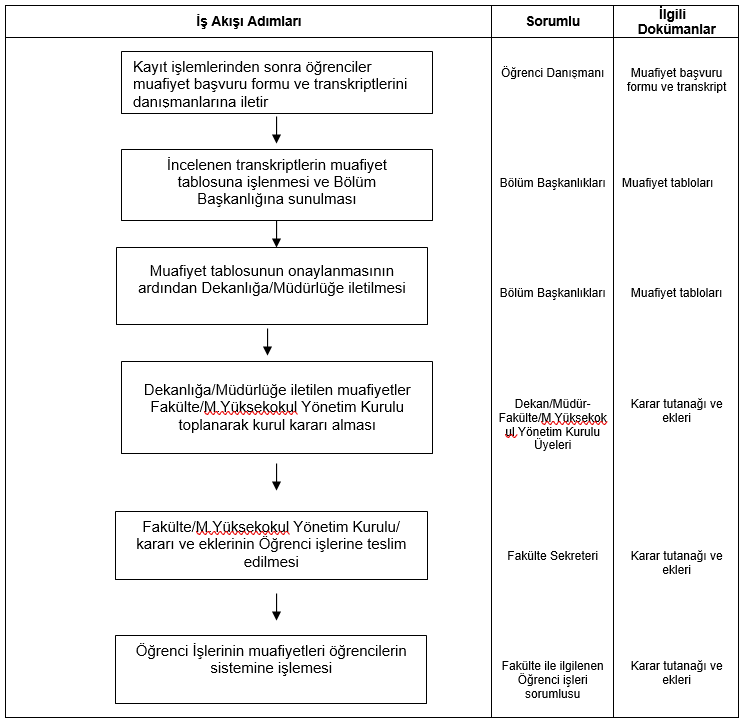 İş Akışı Adımları
Sorumlu
İlgili
Dokümanlar
Kayıt işlemlerinden sonra öğrenciler
muafiyet başvuru formu ve transkriptlerini
danışmanlarına iletir
Öğrenci Danışmanı
Muafiyet başvuru
formu ve transkript
İncelenen transkriptlerin muafiyet
tablosuna işlenmesi ve Bölüm
Başkanlığına sunulması
Bölüm Başkanlıkları
Muafiyet tabloları
Muafiyet tablosunun onaylanmasının
ardından Dekanlığa/Müdürlüğe iletilmesi
Bölüm Başkanlıkları
Muafiyet tabloları
Dekanlığa/Müdürlüğe iletilen muafiyetler
Fakülte/M.Yüksekokul Yönetim Kurulu
toplanarak kurul kararı alması
Dekan/Müdür-
Fakülte/M.Yüksekok
ul Yönetim Kurulu
Üyeleri
Karar tutanağı ve
ekleri
Fakülte/M.Yüksekokul Yönetim Kurulu/
kararı ve eklerinin Öğrenci işlerine teslim
edilmesi
Fakülte Sekreteri
Karar tutanağı ve
ekleri
Öğrenci İşlerinin muafiyetleri öğrencilerin
sistemine işlemesi
Fakülte ile ilgilenen
Öğrenci işleri
sorumlusu
Karar tutanağı ve
ekleri